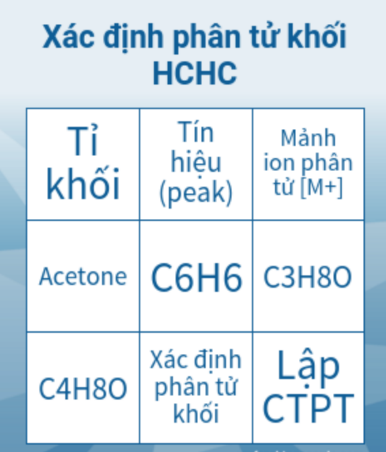 Xác định phân tử khối
HCHC
Tỉ
khối
Tín
hiệu
(peak)
Mảnh
ion phân
tử [M+]
Acetone
C6H6
C3H8O
C4H8O
Xác định
phân tử
khối
Lập
CTPT